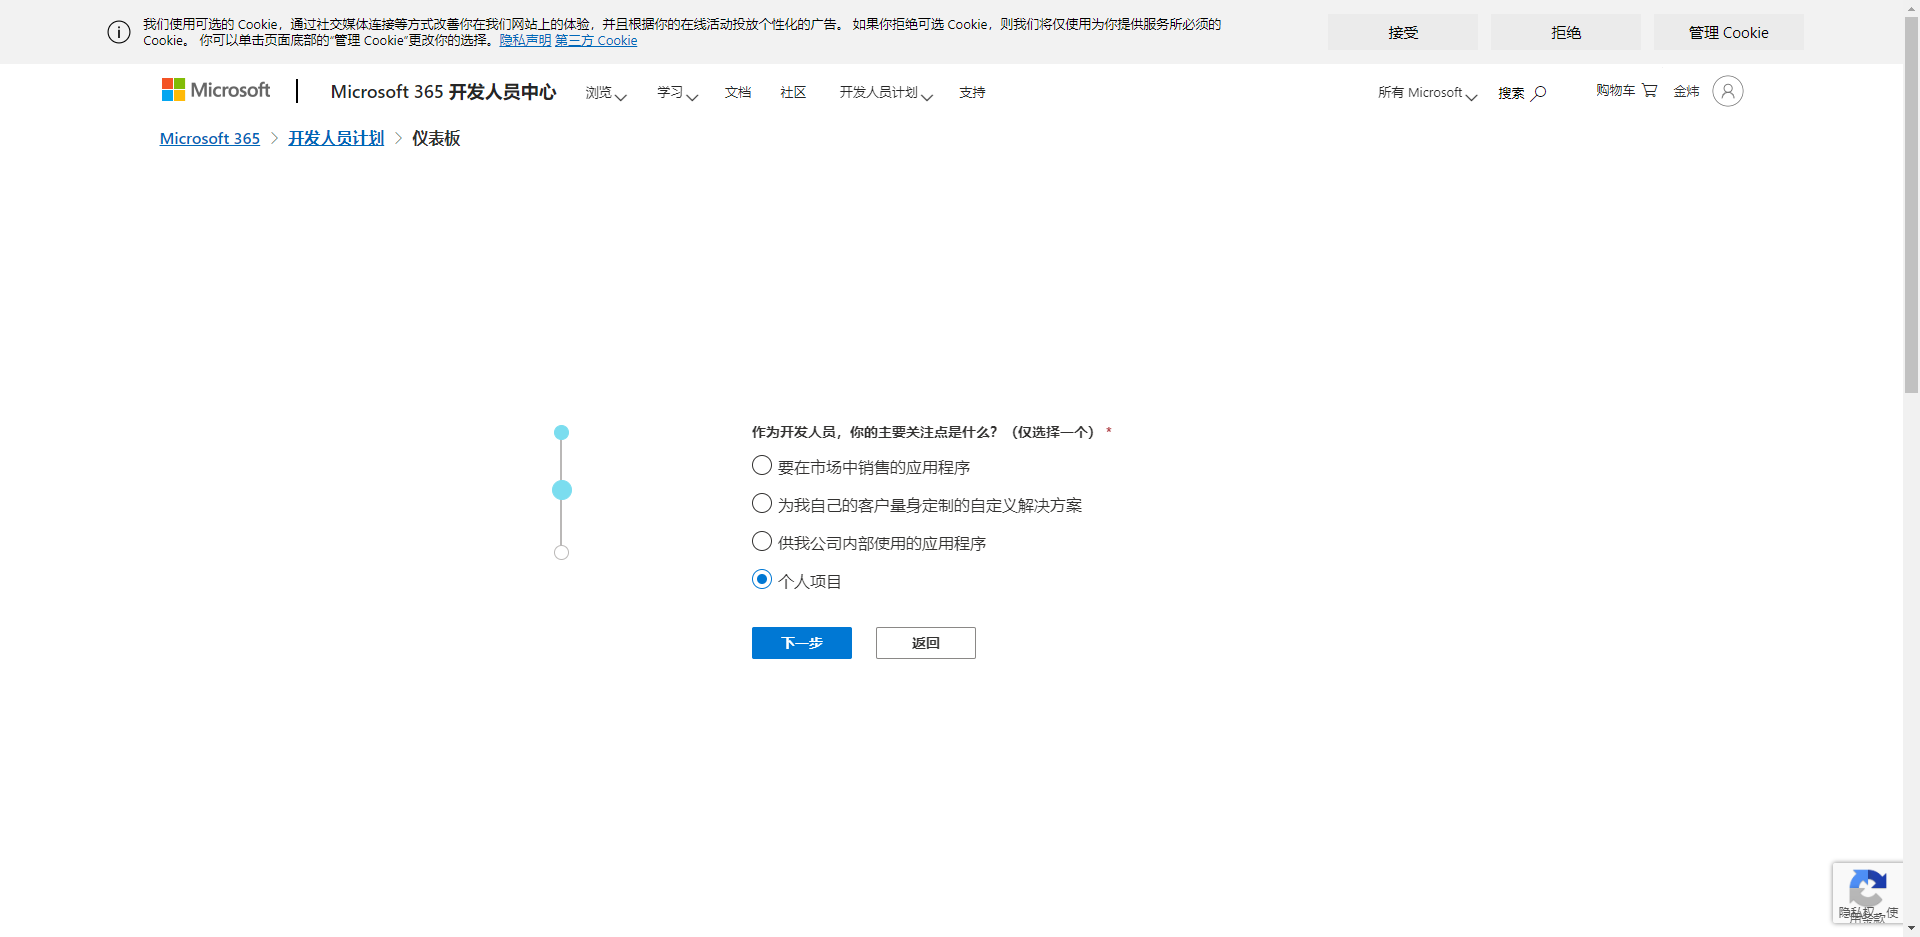 我们使用可选的 Cookie，通过社交媒体连接等方式改善你在我们网站上的体验，并且根据你的在线活动投放个性化的广告。 如果你拒绝可选 Cookie，则我们将仅使用为你提供服务所必须的
Cookie。 你可以单击页面底部的“管理 Cookie”更改你的选择。隐私声明 第三方 Cookie
接受
拒绝
管理 Cookie
Microsoft
Microsoft 365 开发人员中心
浏览
学习
文档
社区
开发人员计划
支持
所有 Microsoft
搜索
购物车
金炜
Microsoft 365 > 开发人员计划 > 仪表板
作为开发人员，你的主要关注点是什么？（仅选择一个） *
要在市场中销售的应用程序
为我自己的客户量身定制的自定义解决方案
供我公司内部使用的应用程序
个人项目
下一步
返回
隐私权 - 使
用条款